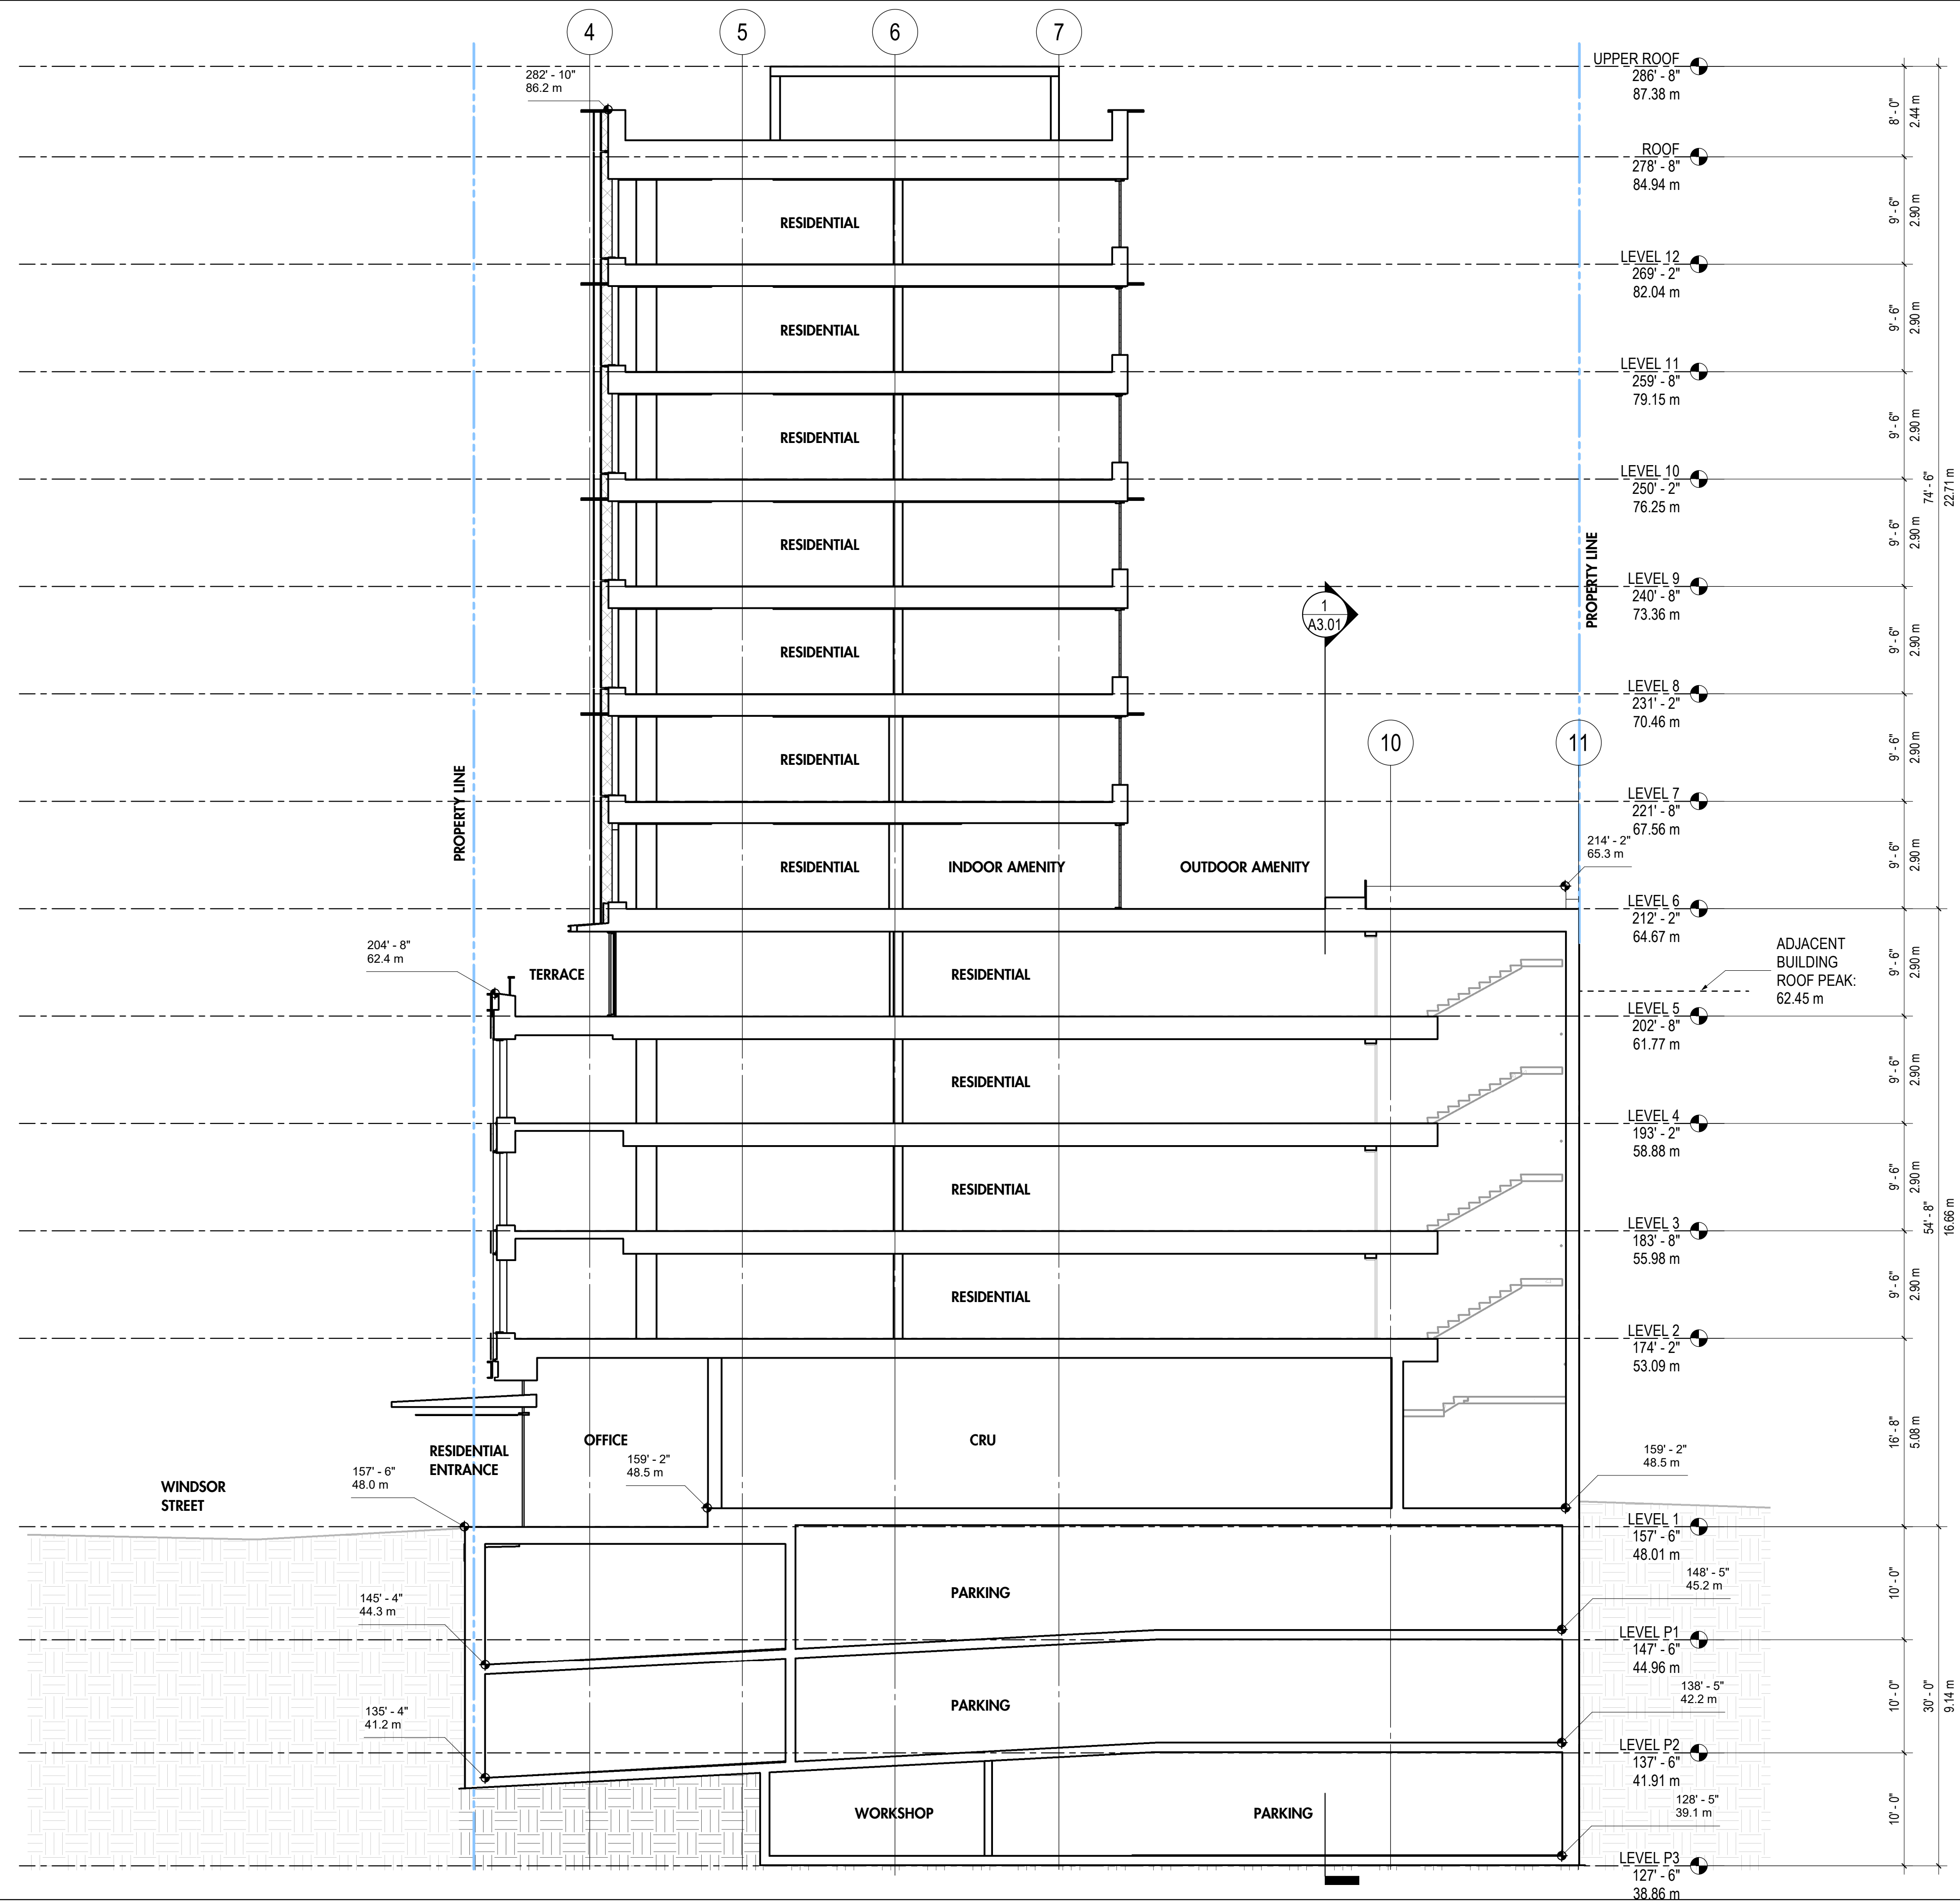 4
5
6
7
282' - 10"
86.2 m
UPPER ROOF
286' - 8"
87.38 m
8' - 0"
2.44 m
ROOF
278' - 8"
84.94 m
RESIDENTIAL
9' - 6"
2.90 m
LEVEL 12
269' - 2"
82.04 m
RESIDENTIAL
9' - 6"
2.90 m
LEVEL 11
259' - 8"
79.15 m
RESIDENTIAL
9' - 6"
2.90 m
LEVEL 10
250' - 2"
76.25 m
74' - 6"
22.71 m
RESIDENTIAL
9' - 6"
2.90 m
PROPERTY LINE
LEVEL 9
240' - 8"
73.36 m
1
A3.01
RESIDENTIAL
9' - 6"
2.90 m
LEVEL 8
231' - 2"
70.46 m
10
11
RESIDENTIAL
9' - 6"
2.90 m
PROPERTY LINE
LEVEL 7
221' - 8"
67.56 m
214' - 2"
65.3 m
RESIDENTIAL
INDOOR AMENITY
OUTDOOR AMENITY
9' - 6"
2.90 m
LEVEL 6
212' - 2"
64.67 m
204' - 8"
62.4 m
TERRACE
RESIDENTIAL
9' - 6"
2.90 m
ADJACENT
BUILDING
ROOF PEAK:
62.45 m
LEVEL 5
202' - 8"
61.77 m
RESIDENTIAL
9' - 6"
2.90 m
LEVEL 4
193' - 2"
58.88 m
RESIDENTIAL
9' - 6"
2.90 m
54' - 8"
16.66 m
LEVEL 3
183' - 8"
55.98 m
RESIDENTIAL
9' - 6"
2.90 m
LEVEL 2
174' - 2"
53.09 m
OFFICE
CRU
16' - 8"
5.08 m
RESIDENTIAL
ENTRANCE
159' - 2"
48.5 m
159' - 2"
48.5 m
157' - 6"
48.0 m
WINDSOR
STREET
LEVEL 1
157' - 6"
48.01 m
145' - 4"
44.3 m
PARKING
148' - 5"
45.2 m
10' - 0"
LEVEL P1
147' - 6"
44.96 m
135' - 4"
41.2 m
PARKING
138' - 5"
42.2 m
10' - 0"
30' - 0"
9.14 m
LEVEL P2
137' - 6"
41.91 m
WORKSHOP
PARKING
128' - 5"
39.1 m
10' - 0"
LEVEL P3
127' - 6"
38.86 m